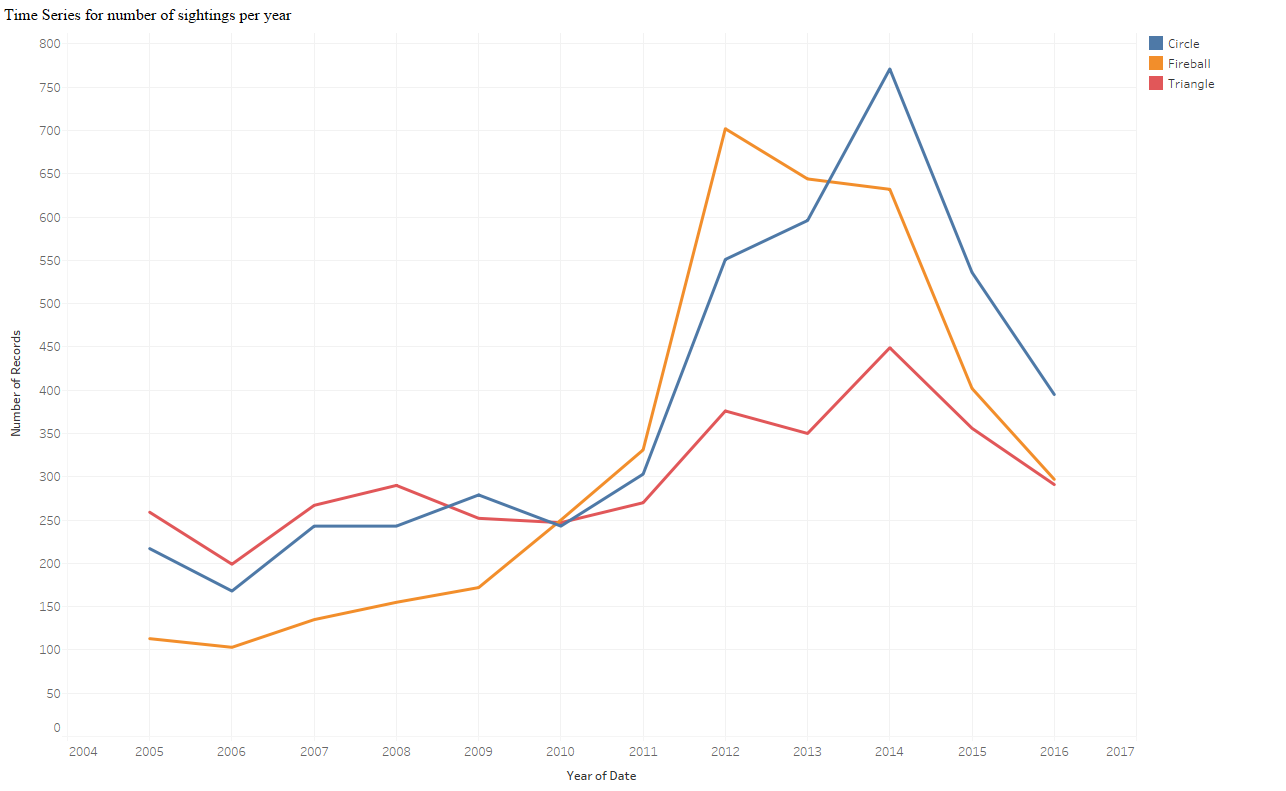 Time Series for number of sightings per year
Circle
Fireball
Triangle
800
750
700
650
600
550
500
450
400
350
300
250
200
150
100
50
0
Number of Records
2004 2005 2006 2007 2008 2009 2010 2011 2012 2013 2014 2015 2016 2017
Year of Date